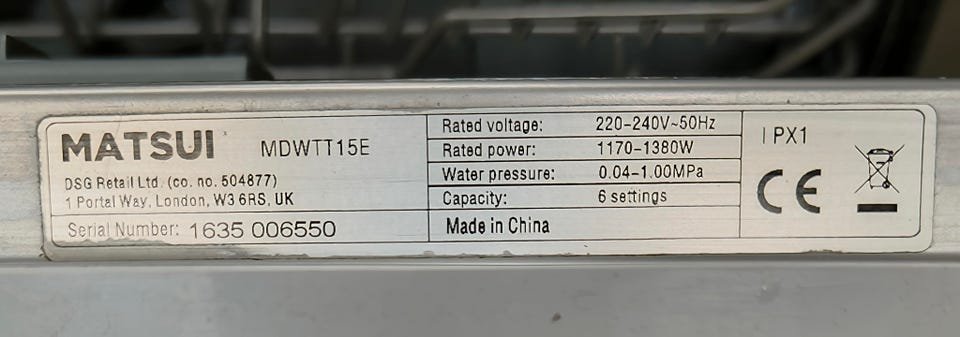 MATSUI MDWTT15E
DSG Retail Ltd. (co. no. 504877)
1 Portal Way, London, W3 6RS, UK
Serial Number: 1635 006550
Rated voltage: 220-240V~50Hz
Rated power: 1170-1380W
Water pressure: 0.04-1.00MPa
Capacity: 6 settings
Made in China
IPX1
CE